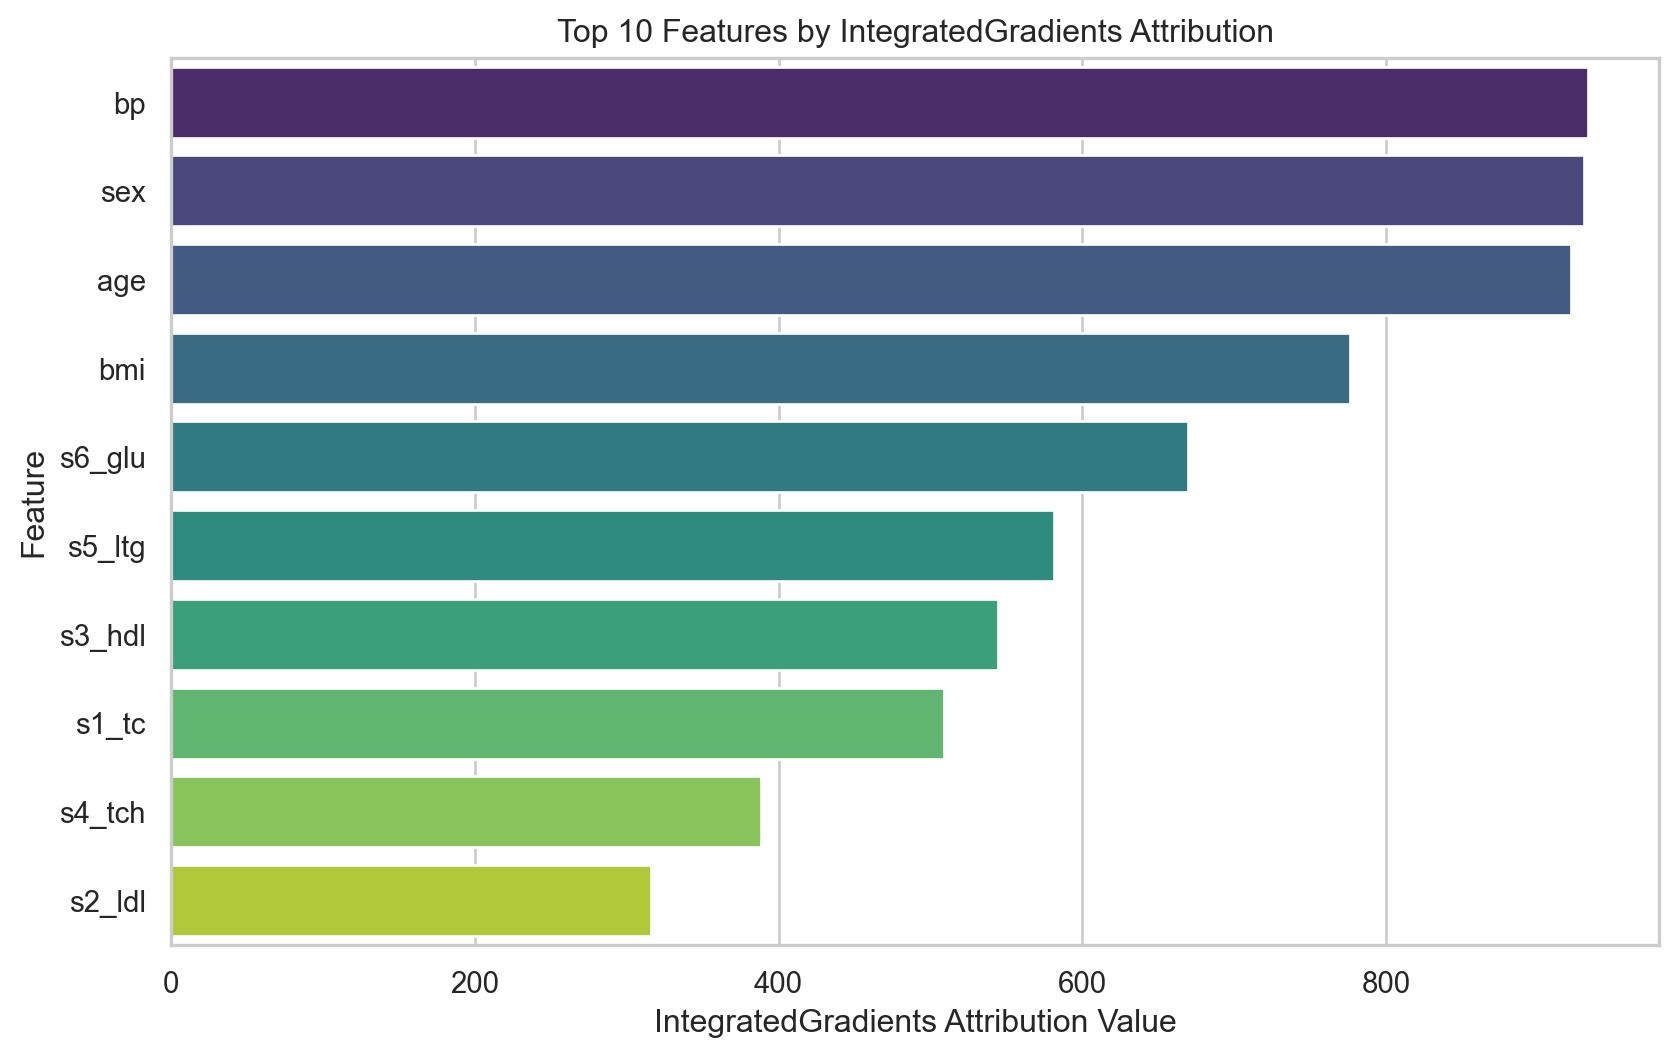 Top 10 Features by IntegratedGradients Attribution
Feature
bp
sex
age
bmi
s6_glu
s5_ltg
s3_hdl
s1_tc
s4_tch
s2_ldl
0 200 400 600 800
IntegratedGradients Attribution Value